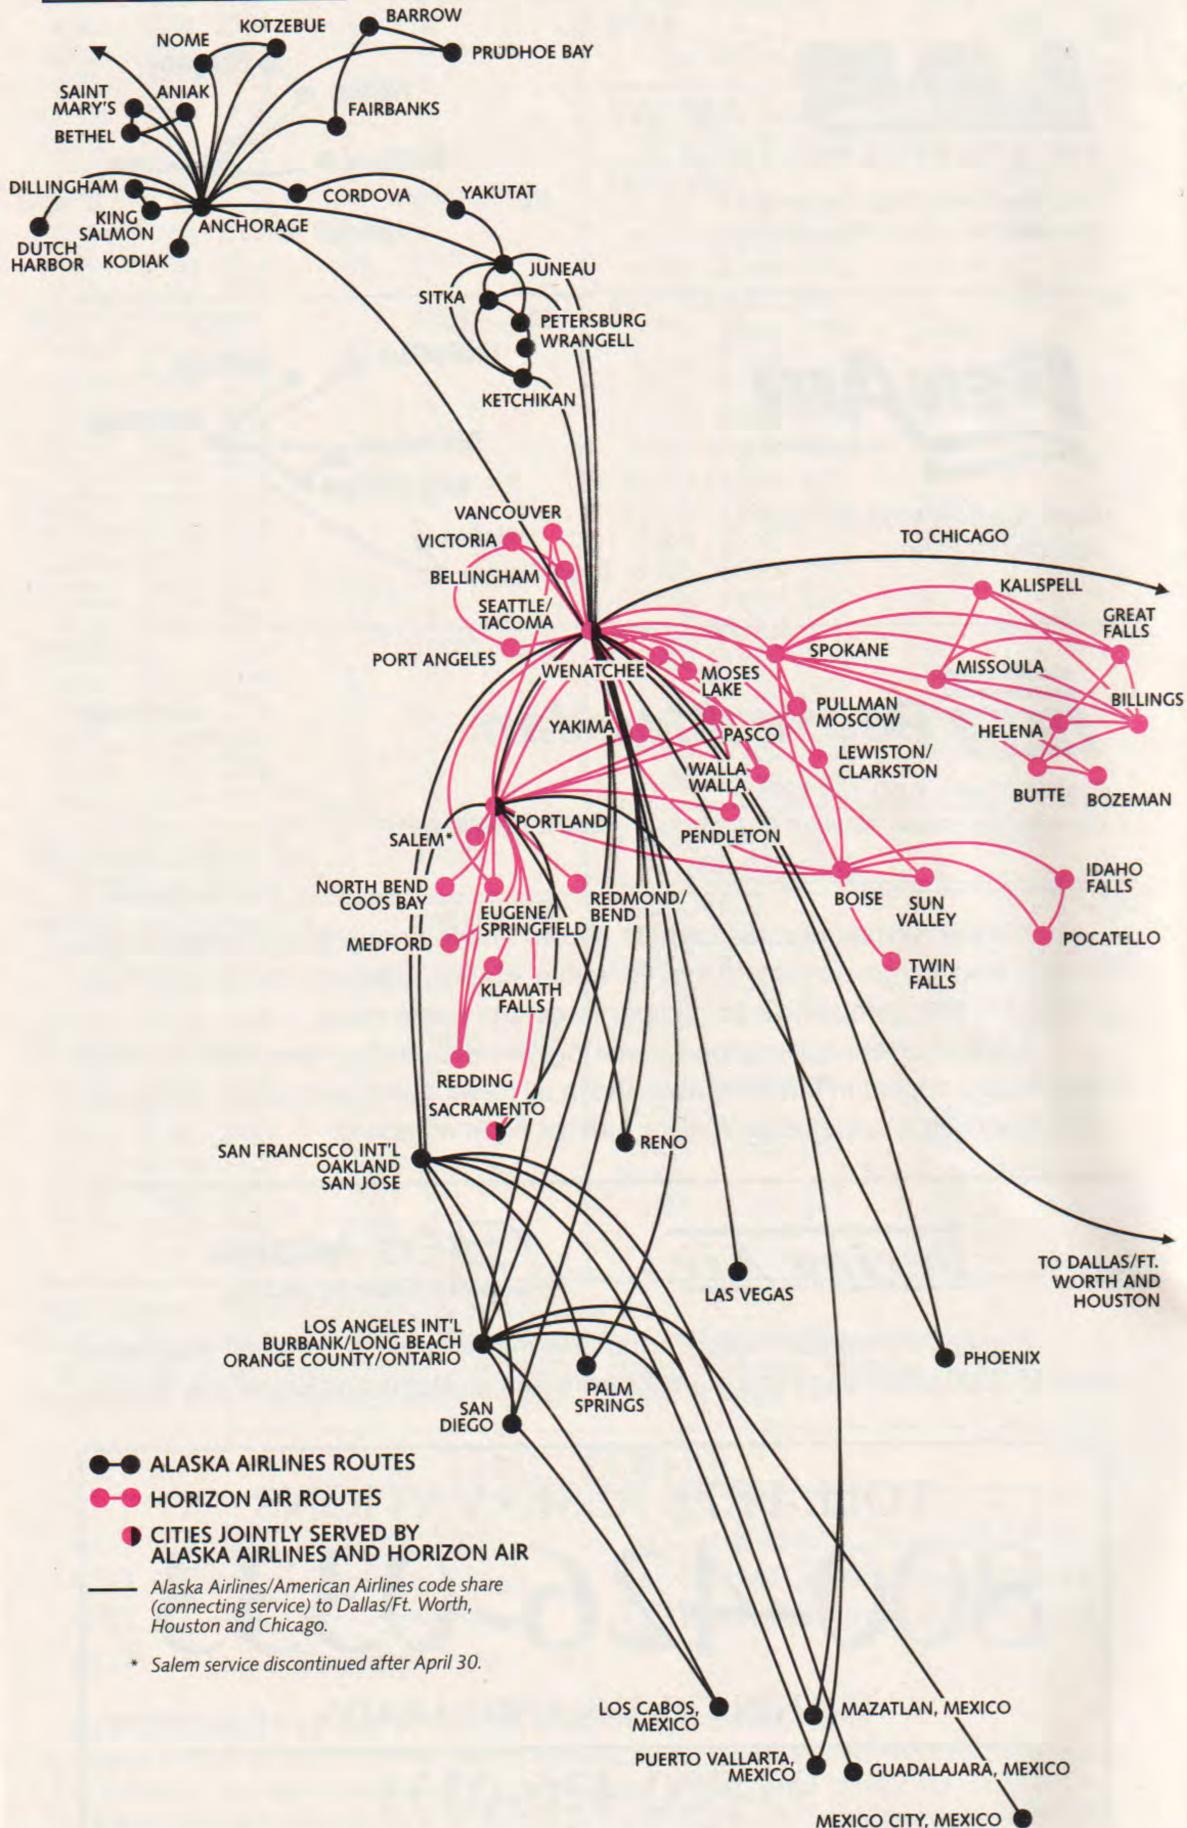 BARROW
KOTZEBUE
NOME
PRUDHOE BAY
SAINT
MARY'S
ANIAK
FAIRBANKS
BETHEL
DILLINGHAM
CORDOVA
YAKUTAT
KING
SALMON
ANCHORAGE
DUTCH
HARBOR
KODIAK
JUNEAU
SITKA
PETERSBURG
WRANGELL
KETCHIKAN
VANCOUVER
VICTORIA
TO CHICAGO
BELLINGHAM
KALISPELL
SEATTLE/
TACOMA
GREAT
FALLS
PORT ANGELES
WENATCHEE
MOSES
LAKE
SPOKANE
MISSOULA
BILLINGS
PULLMAN
MOSCOW
YAKIMA
PASCO
HELENA
LEWISTON/
CLARKSTON
WALLA
WALLA
BUTTE
BOZEMAN
PORTLAND
SALEM*
PENDLETON
NORTH BEND
COOS BAY
EUGENE/
SPRINGFIELD
REDMOND/
BEND
BOISE
SUN
VALLEY
IDAHO
FALLS
MEDFORD
POCATELLO
KLAMATH
FALLS
TWIN
FALLS
REDDING
SACRAMENTO
SAN FRANCISCO INT'L
OAKLAND
SAN JOSE
RENO
LAS VEGAS
TO DALLAS/FT.
WORTH AND
HOUSTON
LOS ANGELES INT'L
BURBANK/LONG BEACH
ORANGE COUNTY/ONTARIO
PHOENIX
PALM
SPRINGS
SAN
DIEGO
ALASKA AIRLINES ROUTES
HORIZON AIR ROUTES
CITIES JOINTLY SERVED BY
ALASKA AIRLINES AND HORIZON AIR
Alaska Airlines/American Airlines code share
(connecting service) to Dallas/Ft. Worth,
Houston and Chicago.
* Salem service discontinued after April 30.
LOS CABOS,
MEXICO
MAZATLAN, MEXICO
PUERTO VALLARTA,
MEXICO
GUADALAJARA, MEXICO
MEXICO CITY, MEXICO